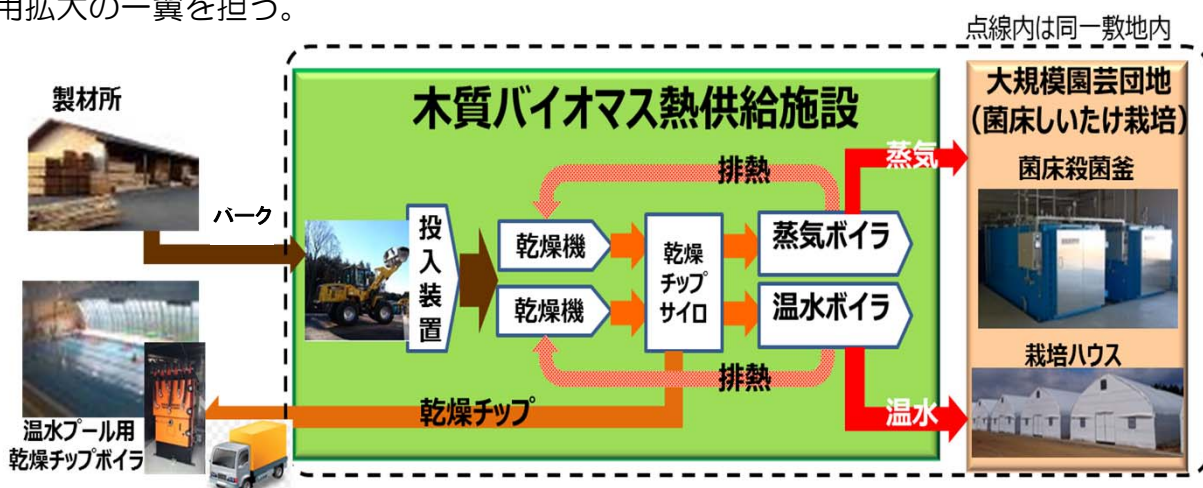 用拡大の一翼を担う。
点線内は同一敷地内
製材所
バーク
木質バイオマス熱供給施設
投入装置
乾燥機
乾燥機
乾燥
チップ
サイロ
蒸気ボイラ
温水ボイラ
排熱
排熱
蒸気
温水
乾燥チップ
温水プール用
乾燥チップボイラ
大規模園芸団地
(菌床しいたけ栽培)
菌床殺菌釜
栽培ハウス